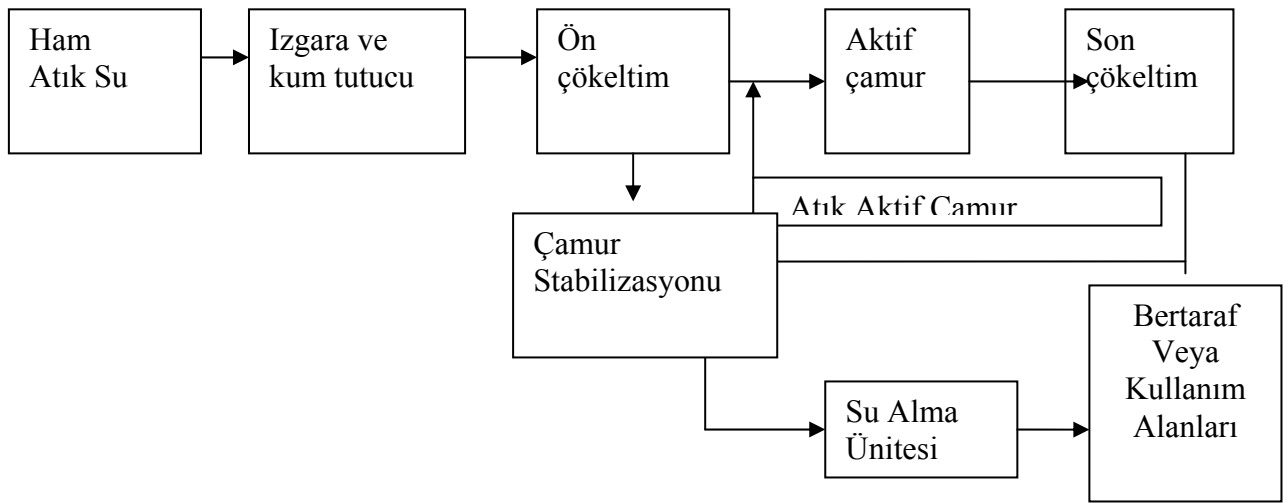 Ham
Atık Su
Izgara ve
kum tutucu
Ön
çökeltim
Aktif
çamur
Son
çökeltim
Atık Aktif Çamur
Çamur
Stabilizasyonu
Su Alma
Ünitesi
Bertaraf
Veya
Kullanım
Alanları